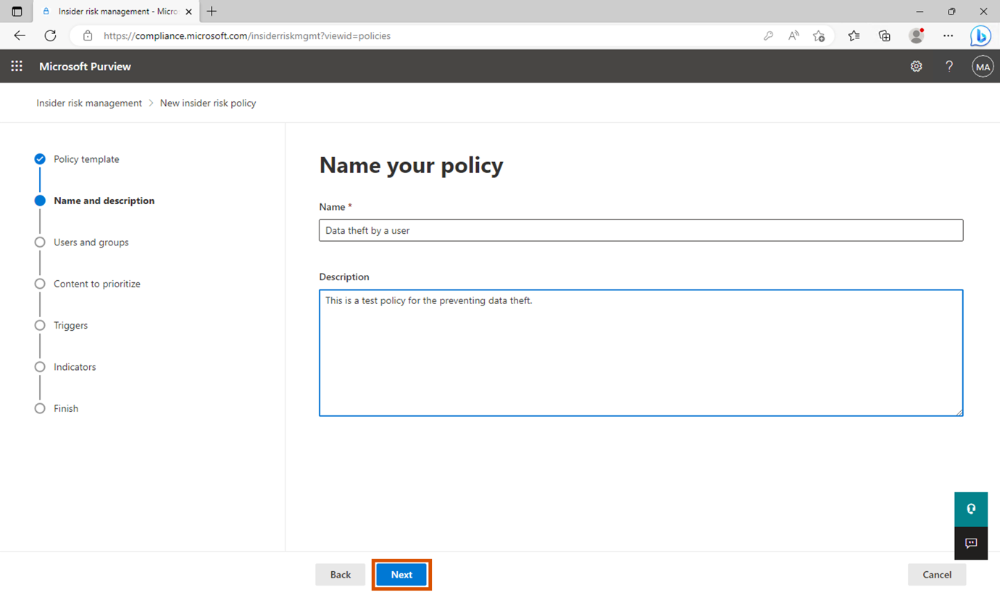 Insider risk management - Micro
https://compliance.microsoft.com/insiderriskmgmt?viewid=policies
Microsoft Purview
?
MA
Insider risk management > New insider risk policy
Policy template
Name and description
Users and groups
Content to prioritize
Triggers
Indicators
Finish
Name your policy
Name *
Data theft by a user
Description
This is a test policy for the preventing data theft.
Back
Next
Cancel